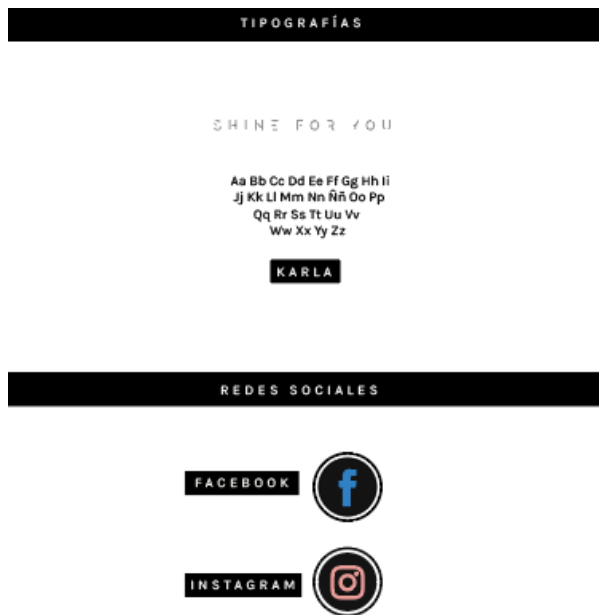 TIPOGRAFÍAS
SHINE FOR YOU
Aa Bb Cc Dd Ee Ff Gg Hh Ii
Jj Kk Ll Mm Nn Ññ Oo Pp
Qq Rr Ss Tt Uu Vv
Ww Xx Yy Zz
KARLA
REDES SOCIALES
FACEBOOK
INSTAGRAM